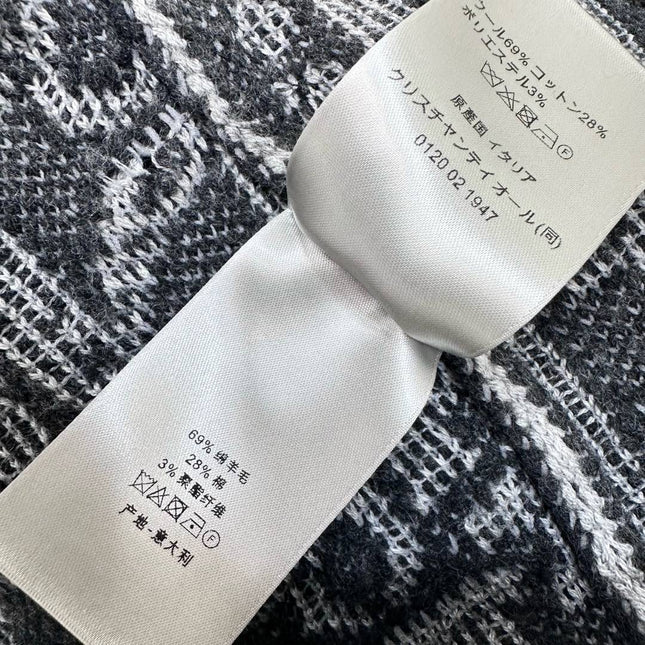 ウール69% コットン28%
ポリエステル3%
原産国 イタリア
クリスチャンディオール(同)
0120 02 1947
69% 绵羊毛
28% 棉
3% 聚酯纤维
F
产地-意大利